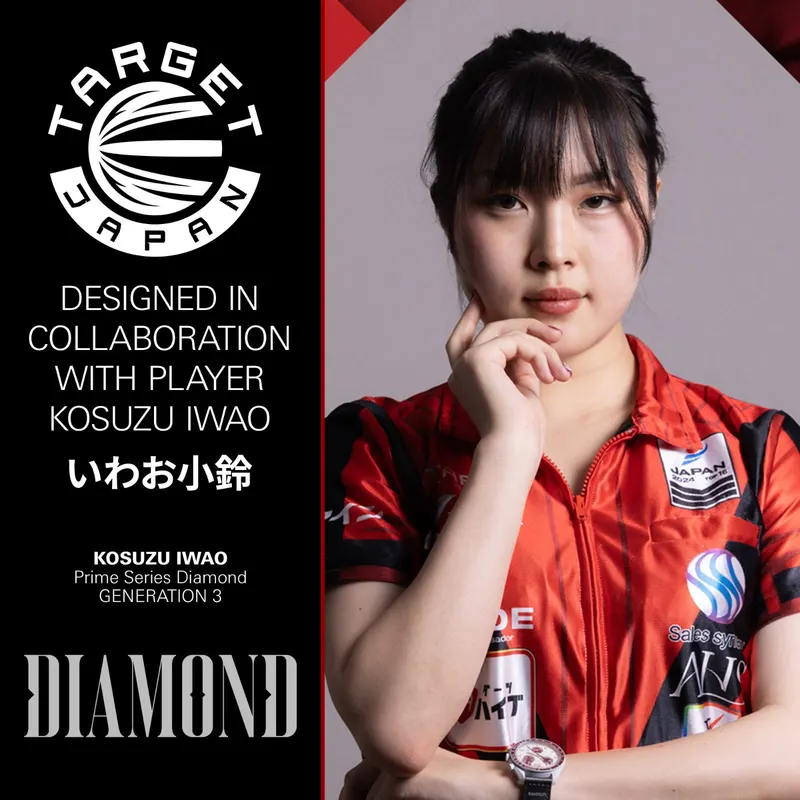 TARGET
JAPAN
DESIGNED IN
COLLABORATION
WITH PLAYER
KOSUZU IWAO
いわお小鈴
KOSUZU IWAO
Prime Series Diamond
GENERATION 3
DIAMOND
JAPAN
2024
Sales